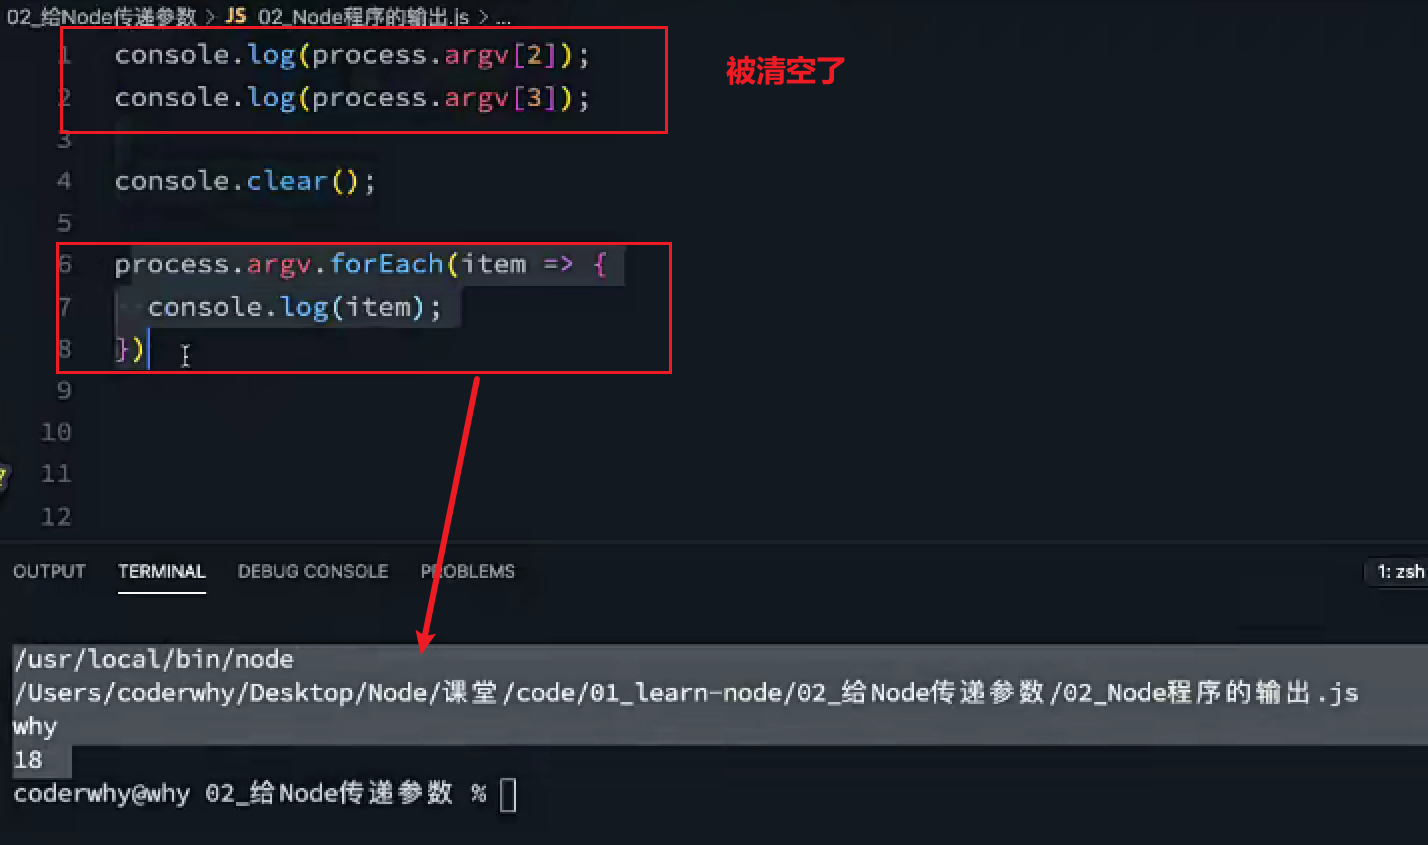 02_给Node传递参数 > JS 02_Node程序的输出.js > ...
1 console.log(process.argv[2]);
被清空了
2 console.log(process.argv[3]);
3
4 console.clear();
5
6 process.argv.forEach(item => {
7 console.log(item);
8 })
9
10
11
12
OUTPUT TERMINAL DEBUG CONSOLE PROBLEMS 1: zsh
/usr/local/bin/node
/Users/coderwhy/Desktop/Node/课堂/code/01_learn-node/02_给Node传递参数/02_Node程序的输出.js
why
18
coderwhy@why 02_给Node传递参数 %